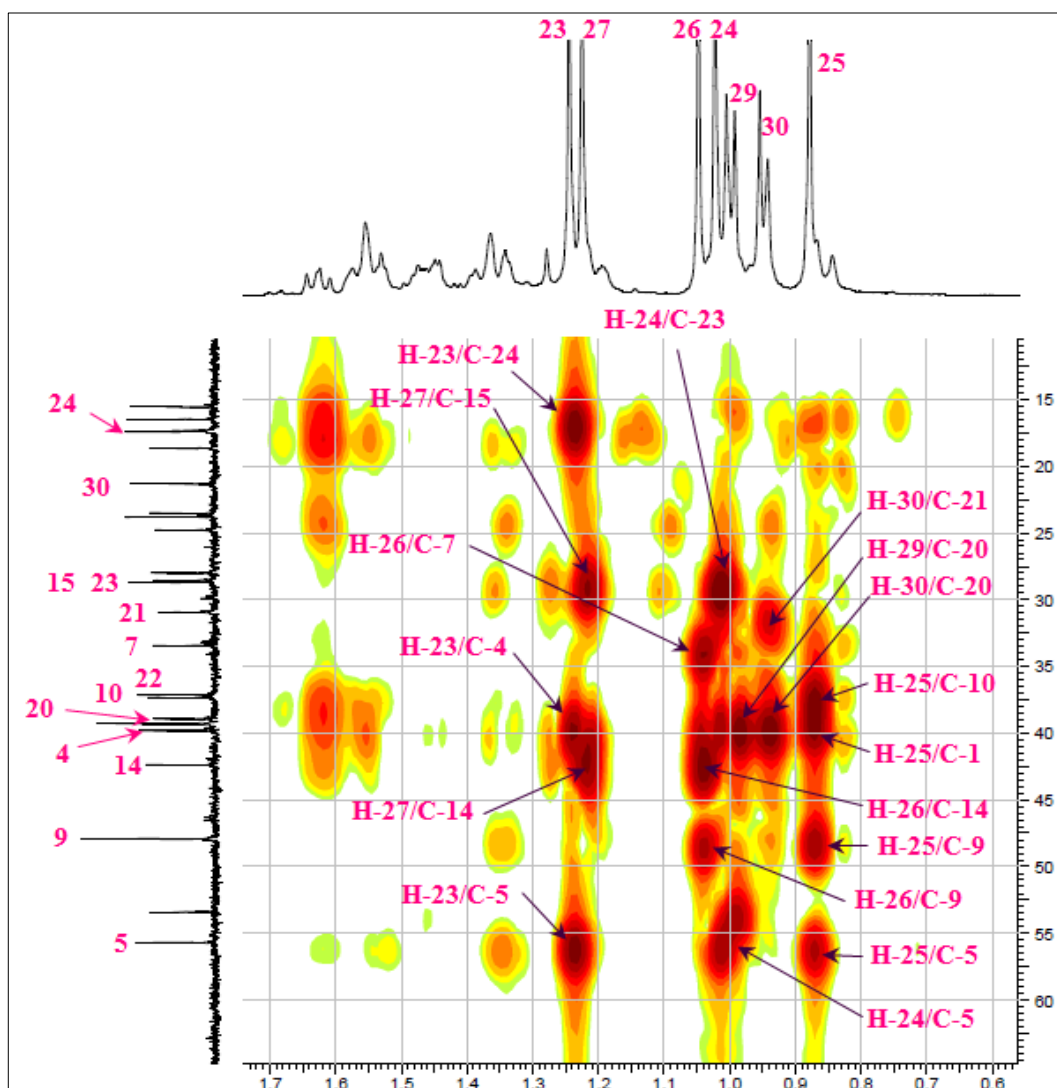 23 27
26 24
25
29
30
H-24/C-23
H-23/C-24
H-27/C-15
24
15
20
30
H-30/C-21
25
H-26/C-7
H-29/C-20
H-30/C-20
15 23
30
21
7
H-23/C-4
35
22
10
H-25/C-10
20
40
4
H-25/C-1
14
H-27/C-14
H-26/C-14
45
9
H-25/C-9
50
H-23/C-5
H-26/C-9
5
55
H-25/C-5
60
H-24/C-5
1.7 1.6 1.5 1.4 1.3 1.2 1.1 1.0 0.9 0.8 0.7 0.6